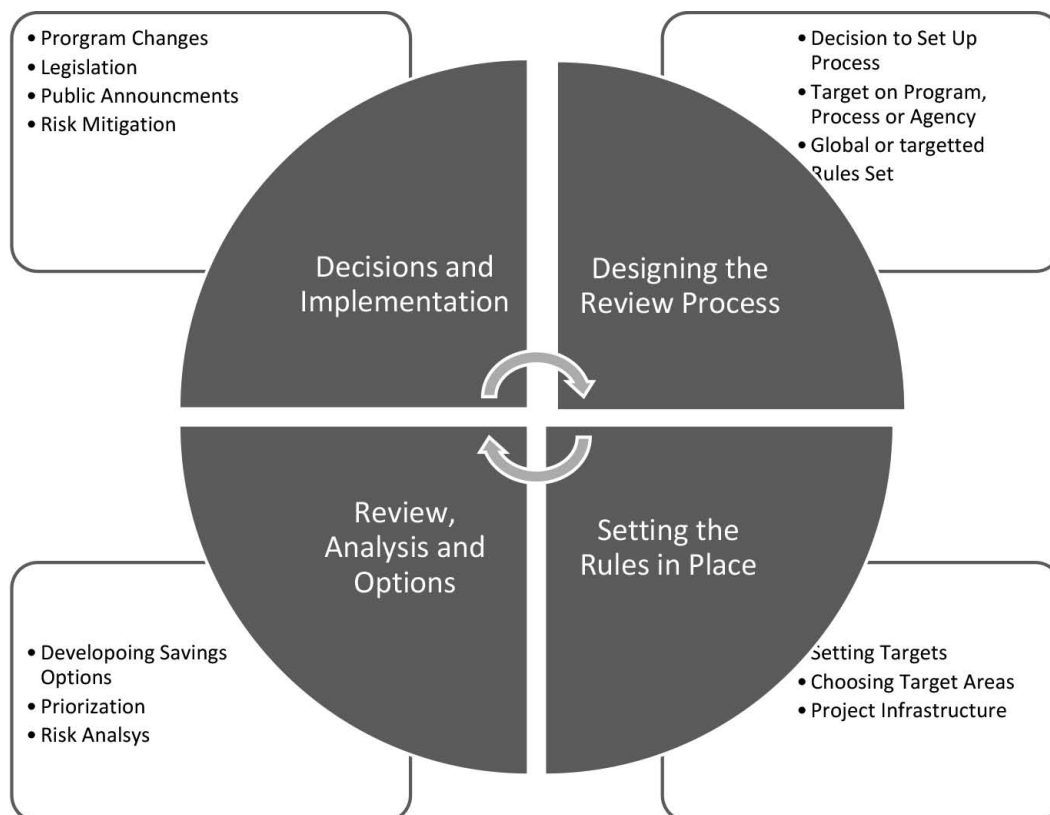 • Prorgram Changes
• Legislation
• Public Announcments
• Risk Mitigation
• Decision to Set Up
Process
• Target on Program,
Process or Agency
• Global or targetted
Rules Set
Decisions and
Implementation
Designing the
Review Process
Review,
Analysis and
Options
Setting the
Rules in Place
• Developoing Savings
Options
• Priorization
• Risk Analsys
Setting Targets
• Choosing Target Areas
• Project Infrastructure